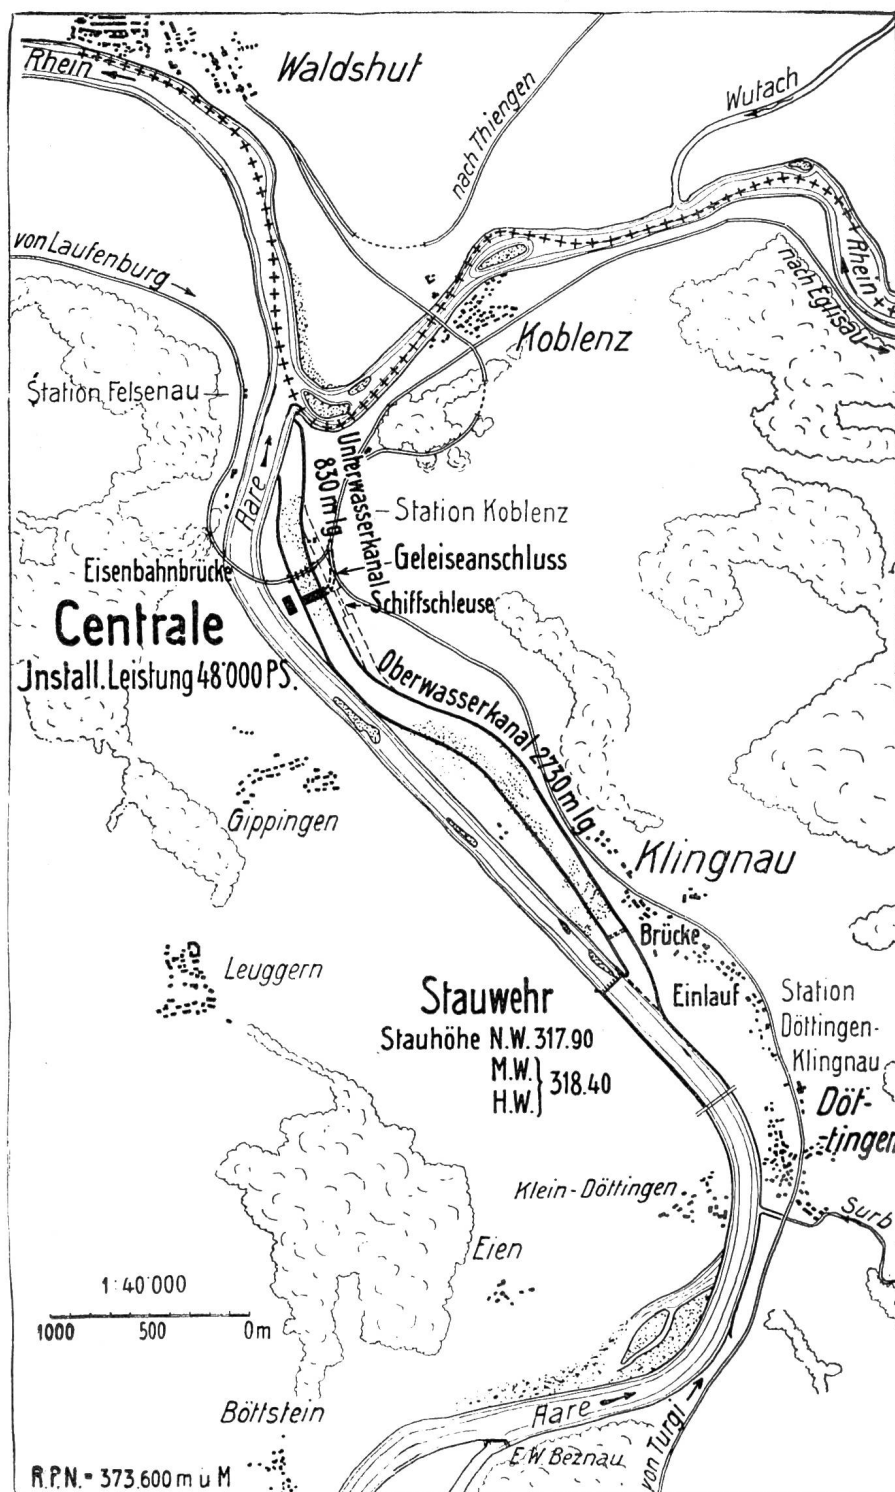 Waldshut
Rhein
nach Thiengen
Wutach
von Laufenburg
Rhein
nach Eglisau
Koblenz
Station Felsenau
Aare
Unterwasserkanal
830 m lg.
Station Koblenz
Geleiseanschluss
Eisenbahnbrücke
Schiffschleuse
Centrale
Jnstall. Leistung 48'000 PS.
Oberwasserkanal 2730 m lg.
Gippingen
Klingnau
Brücke
Leuggern
Einlauf
Stauwehr
Stauhöhe N.W. 317.90
M.W.
H.W. } 318.40
Station
Döttingen-
Klingnau
Döt-
-tingen
Klein-Döttingen
Surb
Eien
1:40'000
1000 500 0 m
Böttstein
Aare
von Turgi
E.W. Beznau
R.P.N. = 373.600 m ü M